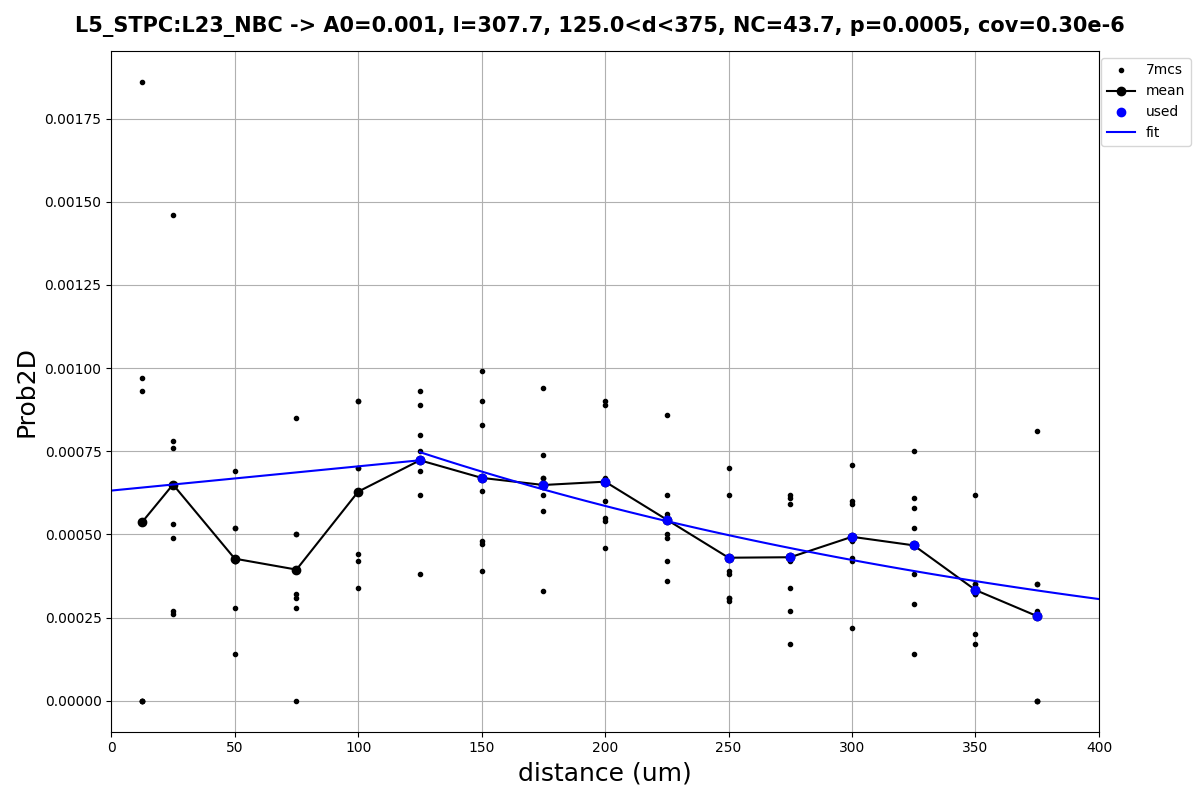 L5_STPC:L23_NBC -> A0=0.001, l=307.7, 125.0<d<375, NC=43.7, p=0.0005, cov=0.30e-6
7mcs
mean
used
fit
Prob2D
0.00175
0.00150
0.00125
0.00100
0.00075
0.00050
0.00025
0.00000
0 50 100 150 200 250 300 350 400
distance (um)